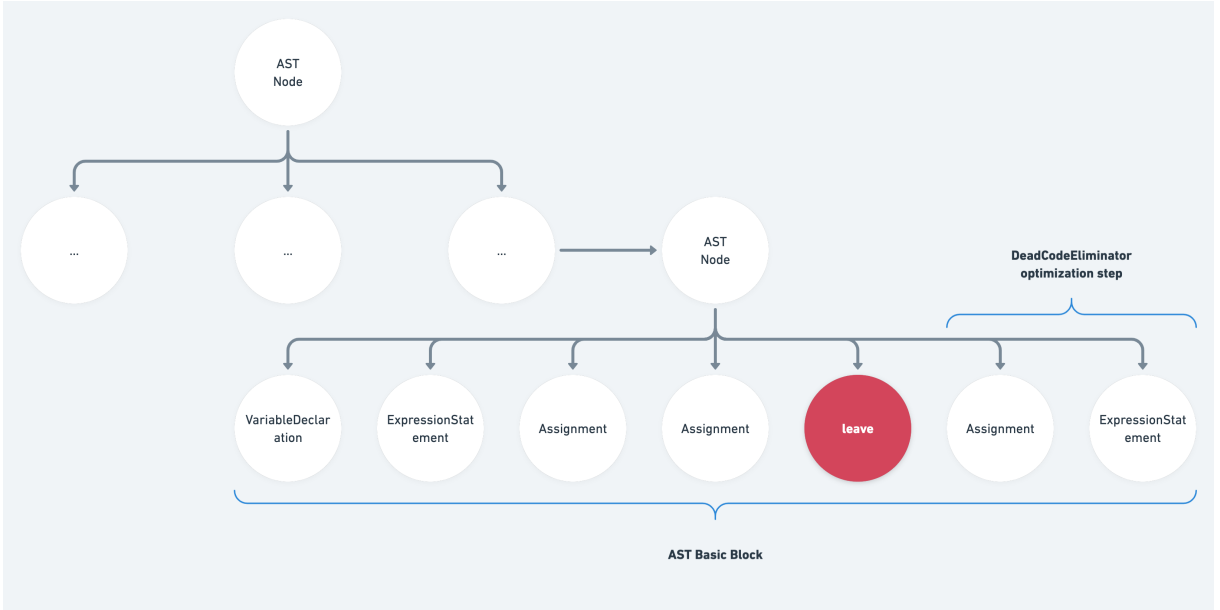 AST
Node
...
...
...
AST
Node
DeadCodeEliminator
optimization step
VariableDeclar
ation
ExpressionStat
ement
Assignment
Assignment
leave
Assignment
ExpressionStat
ement
AST Basic Block